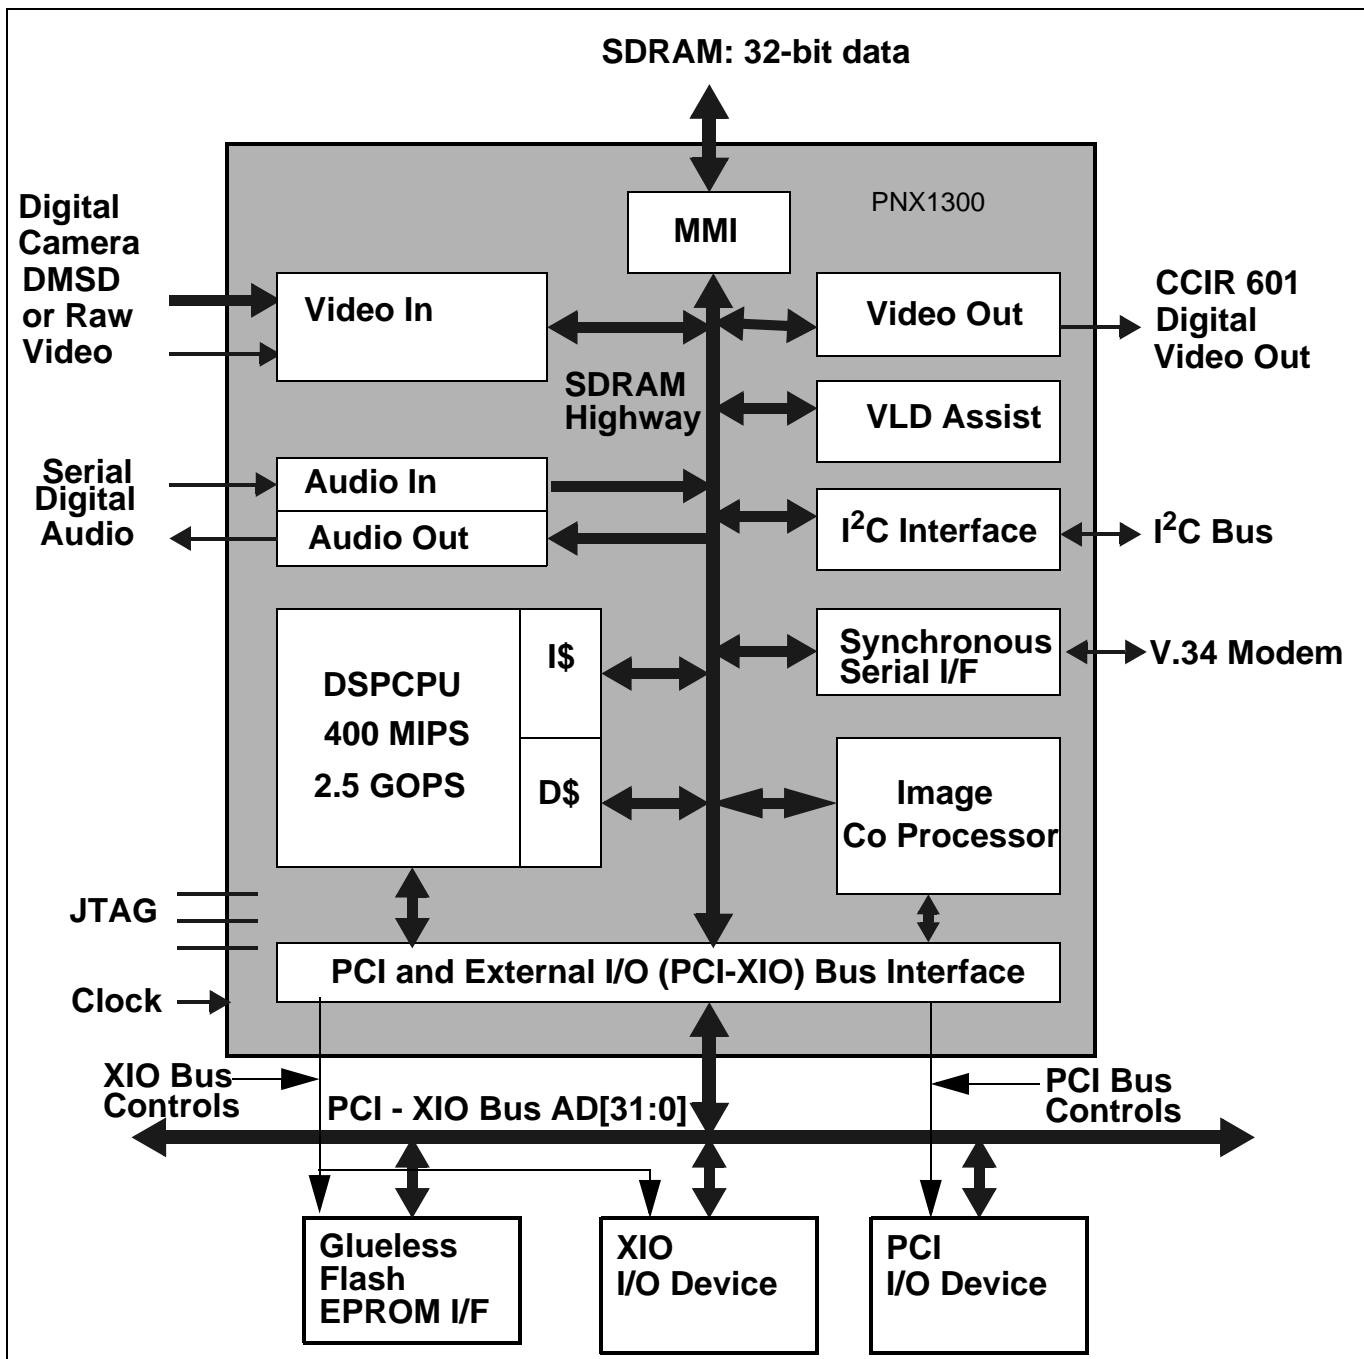 SDRAM: 32-bit data
PNX1300
MMI
Digital
Camera
DMSD
or Raw
Video
Video In
Video Out
CCIR 601
Digital
Video Out
SDRAM
Highway
VLD Assist
Serial
Digital
Audio
Audio In
Audio Out
I²C Interface
I²C Bus
DSPCPU
400 MIPS
2.5 GOPS
I$
D$
Synchronous
Serial I/F
V.34 Modem
Image
Co Processor
JTAG
PCI and External I/O (PCI-XIO) Bus Interface
Clock
XIO Bus
Controls
PCI - XIO Bus AD[31:0]
PCI Bus
Controls
Glueless
Flash
EPROM I/F
XIO
I/O Device
PCI
I/O Device